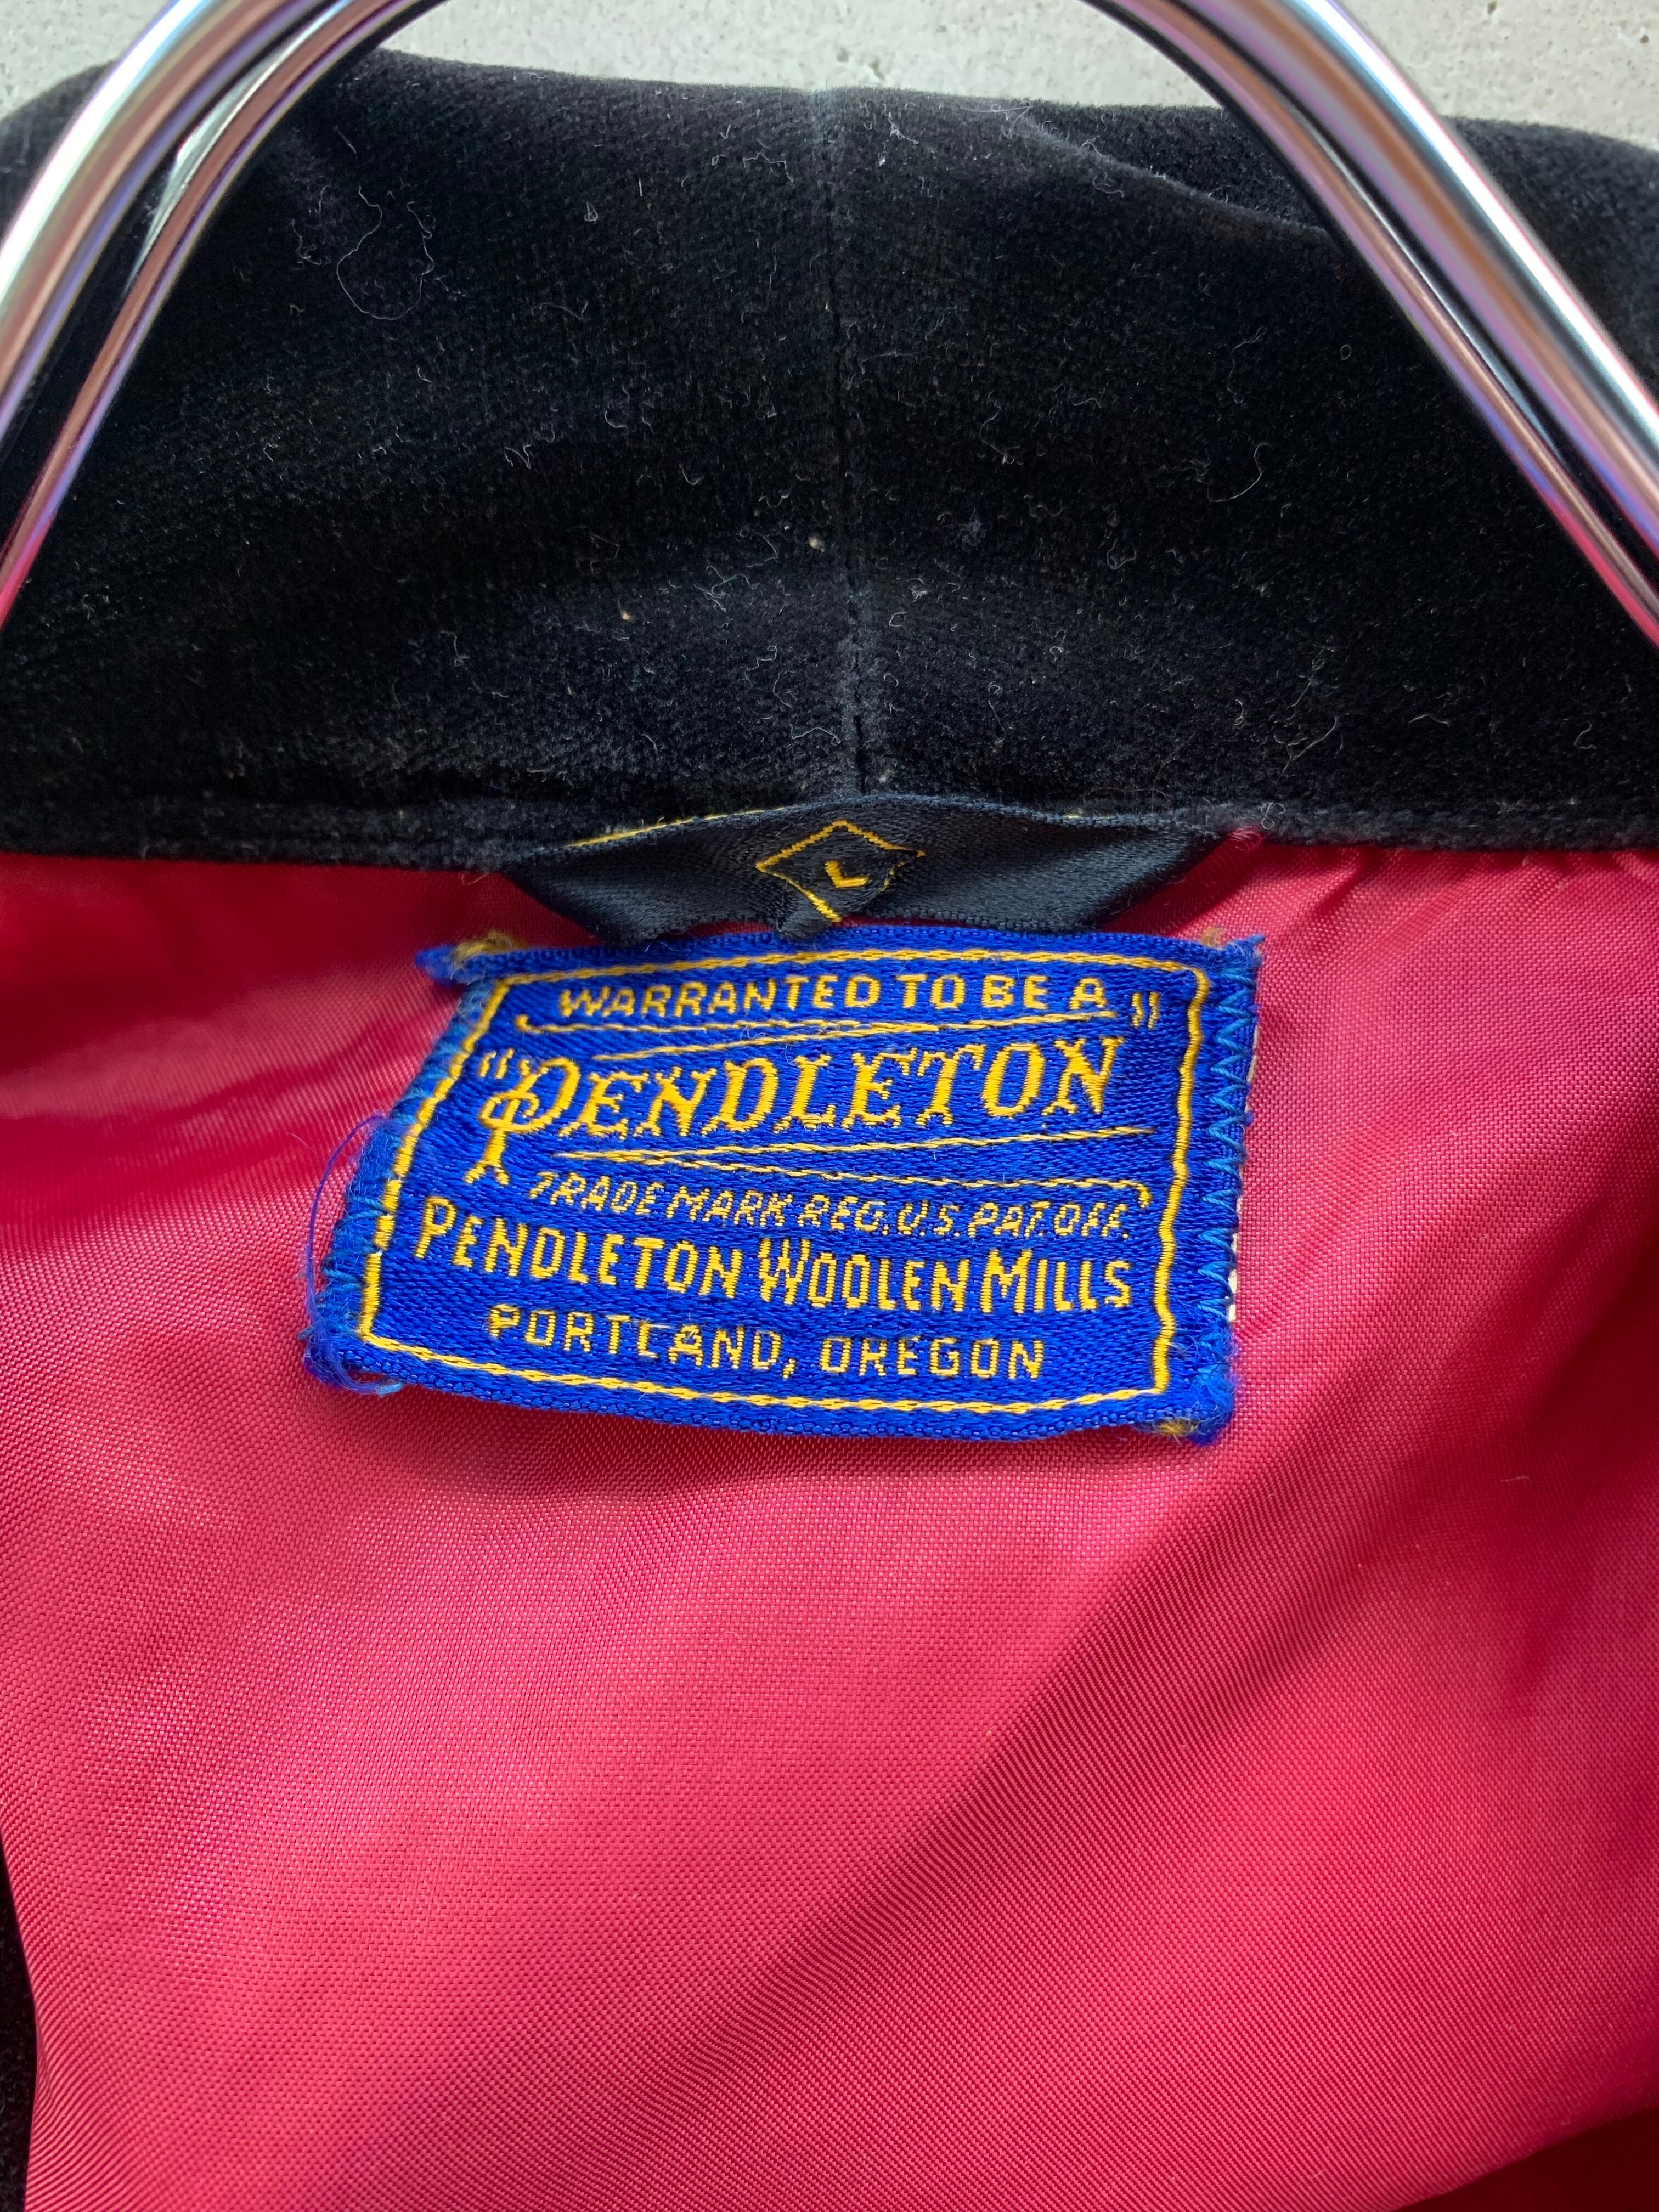 L
WARRANTED TO BE A
"PENDLETON"
TRADE MARK REG. U.S. PAT. OFF.
PENDLETON WOOLEN MILLS
PORTLAND, OREGON